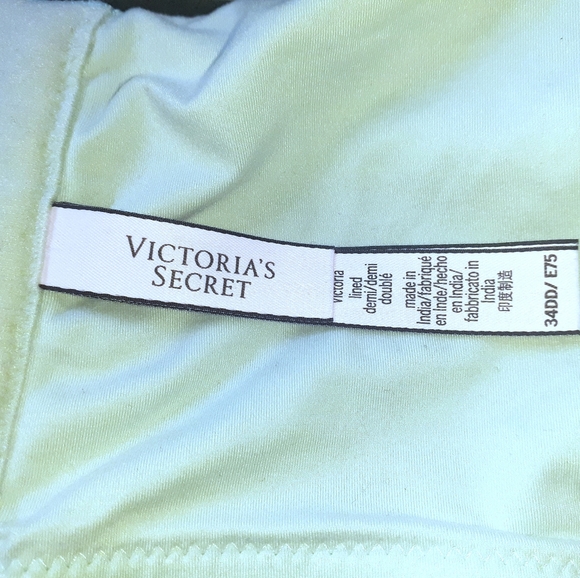 VICTORIA'S
SECRET
victoria
lined
demi/demi
doublé
made in
India/fabriqué
en Inde/hecho
en India/
fabbricato in
India
印度制造
34DD/ E75